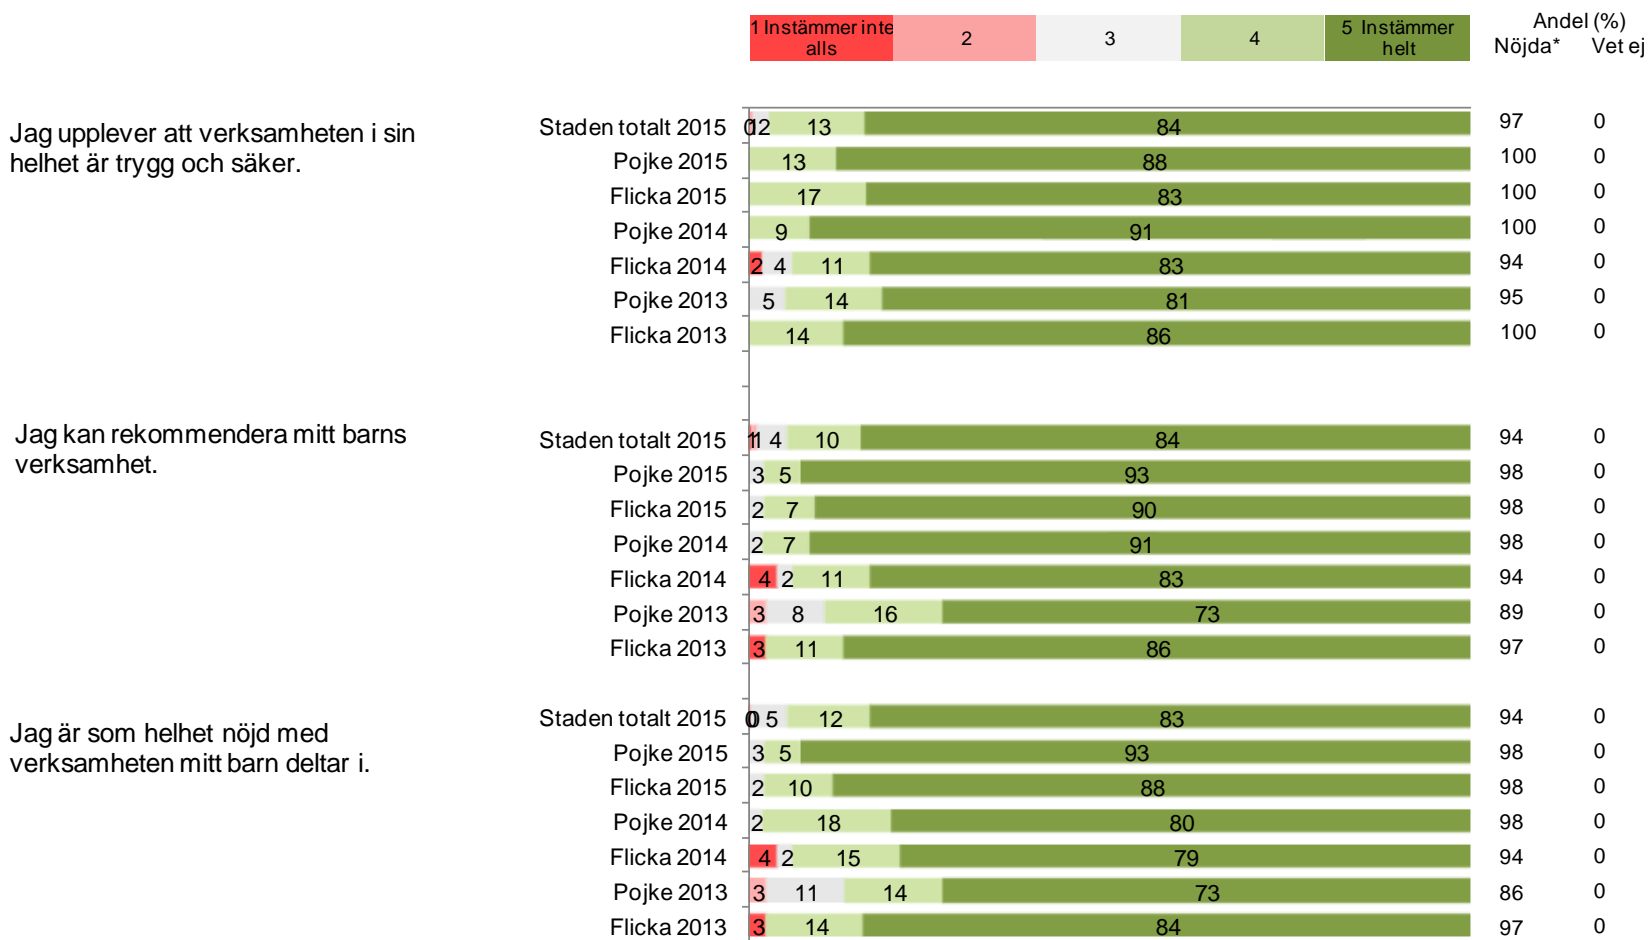 1 Instämmer inte alls 2 3 4 5 Instämmer helt Andel (%)
Nöjda* Vet ej
Jag upplever att verksamheten i sin
helhet är trygg och säker.
Staden totalt 2015 0 1 2 13 84 97 0
Pojke 2015 13 88 100 0
Flicka 2015 17 83 100 0
Pojke 2014 9 91 100 0
Flicka 2014 2 4 11 83 94 0
Pojke 2013 5 14 81 95 0
Flicka 2013 14 86 100 0
Jag kan rekommendera mitt barns
verksamhet.
Staden totalt 2015 1 1 4 10 84 94 0
Pojke 2015 3 5 93 98 0
Flicka 2015 2 7 90 98 0
Pojke 2014 2 7 91 98 0
Flicka 2014 4 2 11 83 94 0
Pojke 2013 3 8 16 73 89 0
Flicka 2013 3 11 86 97 0
Jag är som helhet nöjd med
verksamheten mitt barn deltar i.
Staden totalt 2015 0 0 5 12 83 94 0
Pojke 2015 3 5 93 98 0
Flicka 2015 2 10 88 98 0
Pojke 2014 2 18 80 98 0
Flicka 2014 4 2 15 79 94 0
Pojke 2013 3 11 14 73 86 0
Flicka 2013 3 14 84 97 0